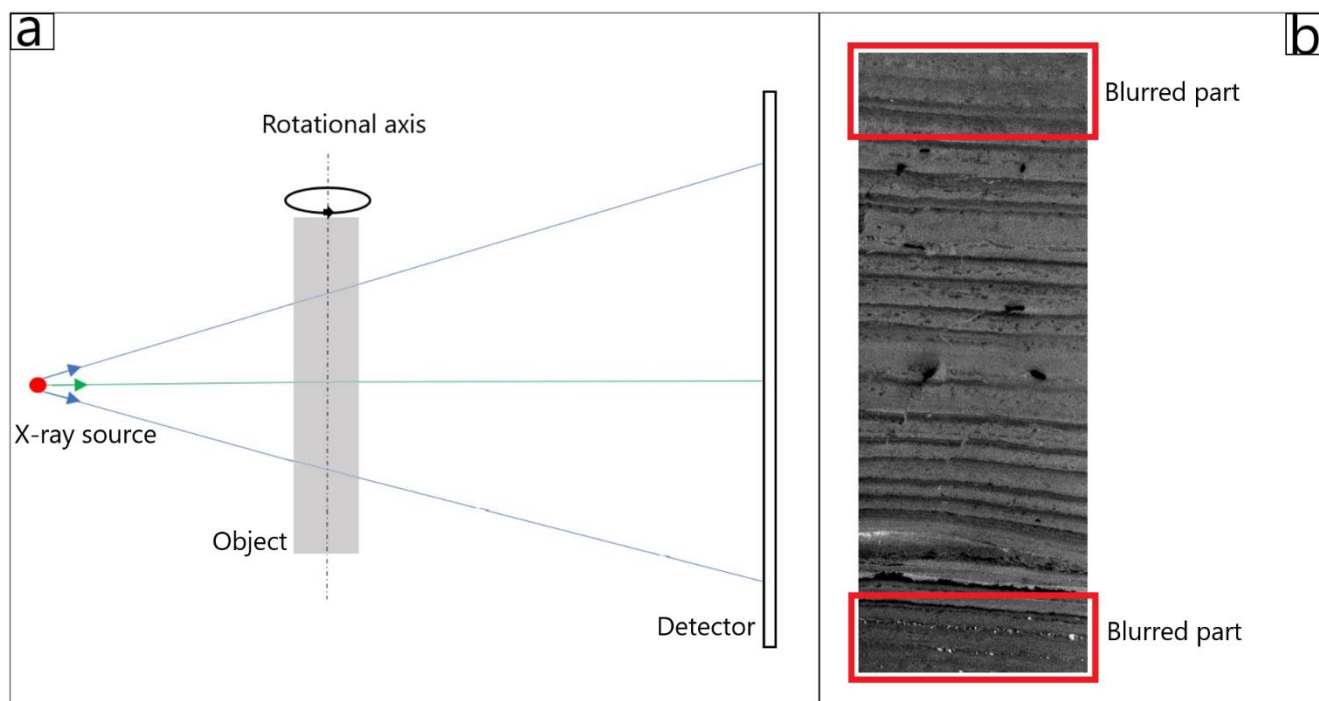 a
b
Rotational axis
Blurred part
X-ray source
Object
Detector
Blurred part